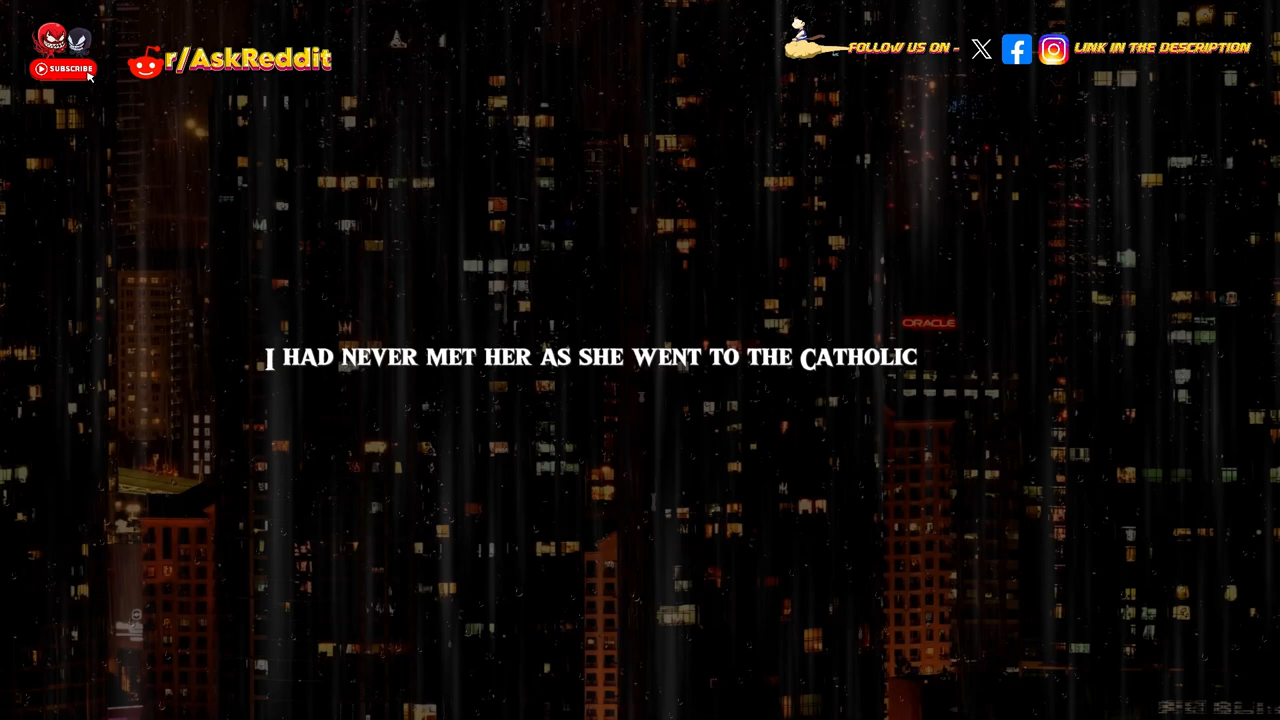 SUBSCRIBE
r/AskReddit
FOLLOW US ON -
LINK IN THE DESCRIPTION
ORACLE
I HAD NEVER MET HER AS SHE WENT TO THE CATHOLIC